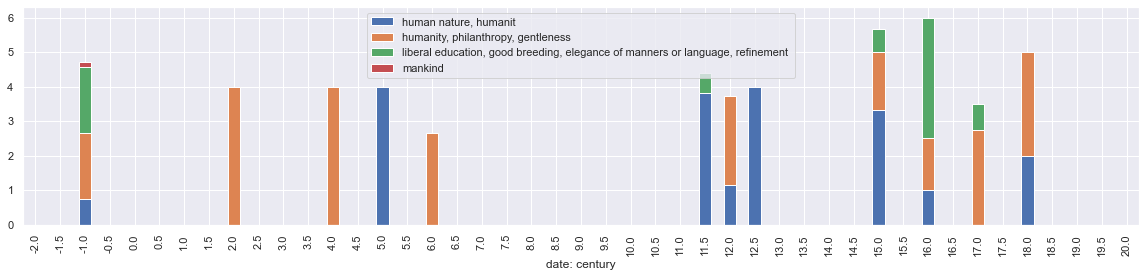 human nature, humanit
humanity, philanthropy, gentleness
liberal education, good breeding, elegance of manners or language, refinement
mankind
6
5
4
3
2
1
0
-2.0 -1.5 -1.0 -0.5 0.0 0.5 1.0 1.5 2.0 2.5 3.0 3.5 4.0 4.5 5.0 5.5 6.0 6.5 7.0 7.5 8.0 8.5 9.0 9.5 10.0 10.5 11.0 11.5 12.0 12.5 13.0 13.5 14.0 14.5 15.0 15.5 16.0 16.5 17.0 17.5 18.0 18.5 19.0 19.5 20.0
date: century